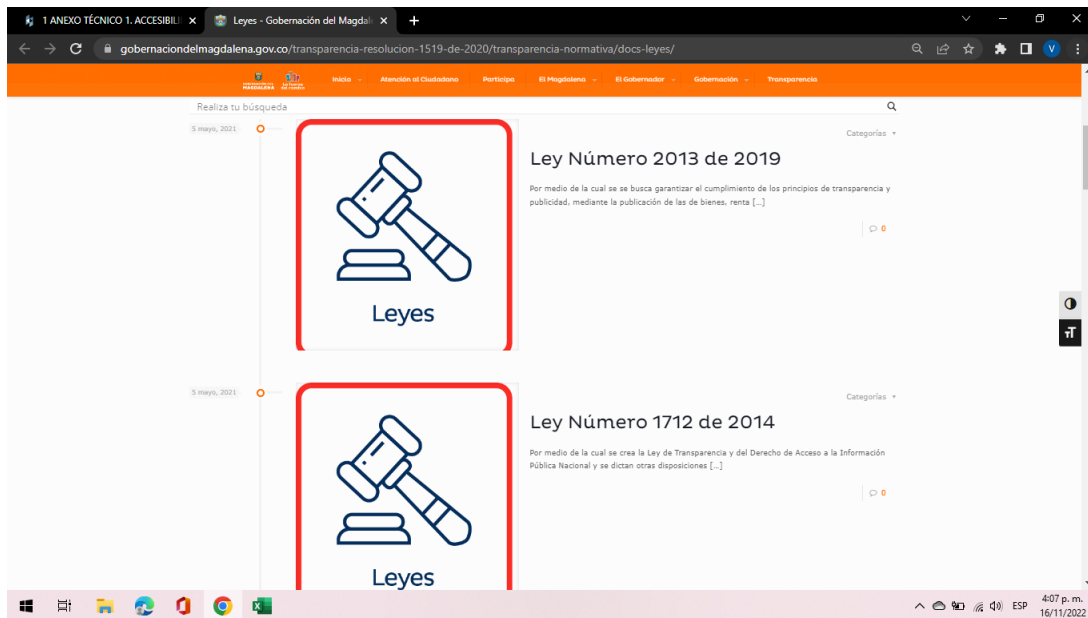 1 ANEXO TÉCNICO 1. ACCESIBILI
Leyes - Gobernación del Magdale
gobernaciondelmagdalena.gov.co/transparencia-resolucion-1519-de-2020/transparencia-normativa/docs-leyes/
V
MAGDALENA
Inicio
Atención al Ciudadano
Participa
El Magdalena
El Gobernador
Gobernación
Transparencia
Realiza tu búsqueda
5 mayo, 2021
Leyes
Categorías
Ley Número 2013 de 2019
Por medio de la cual se se busca garantizar el cumplimiento de los principios de transparencia y
publicidad, mediante la publicación de las de bienes, renta [...]
0
5 mayo, 2021
Leyes
Categorías
Ley Número 1712 de 2014
Por medio de la cual se crea la Ley de Transparencia y del Derecho de Acceso a la Información
Pública Nacional y se dictan otras disposiciones [...]
0
TT
ESP
4:07 p. m.
16/11/2022